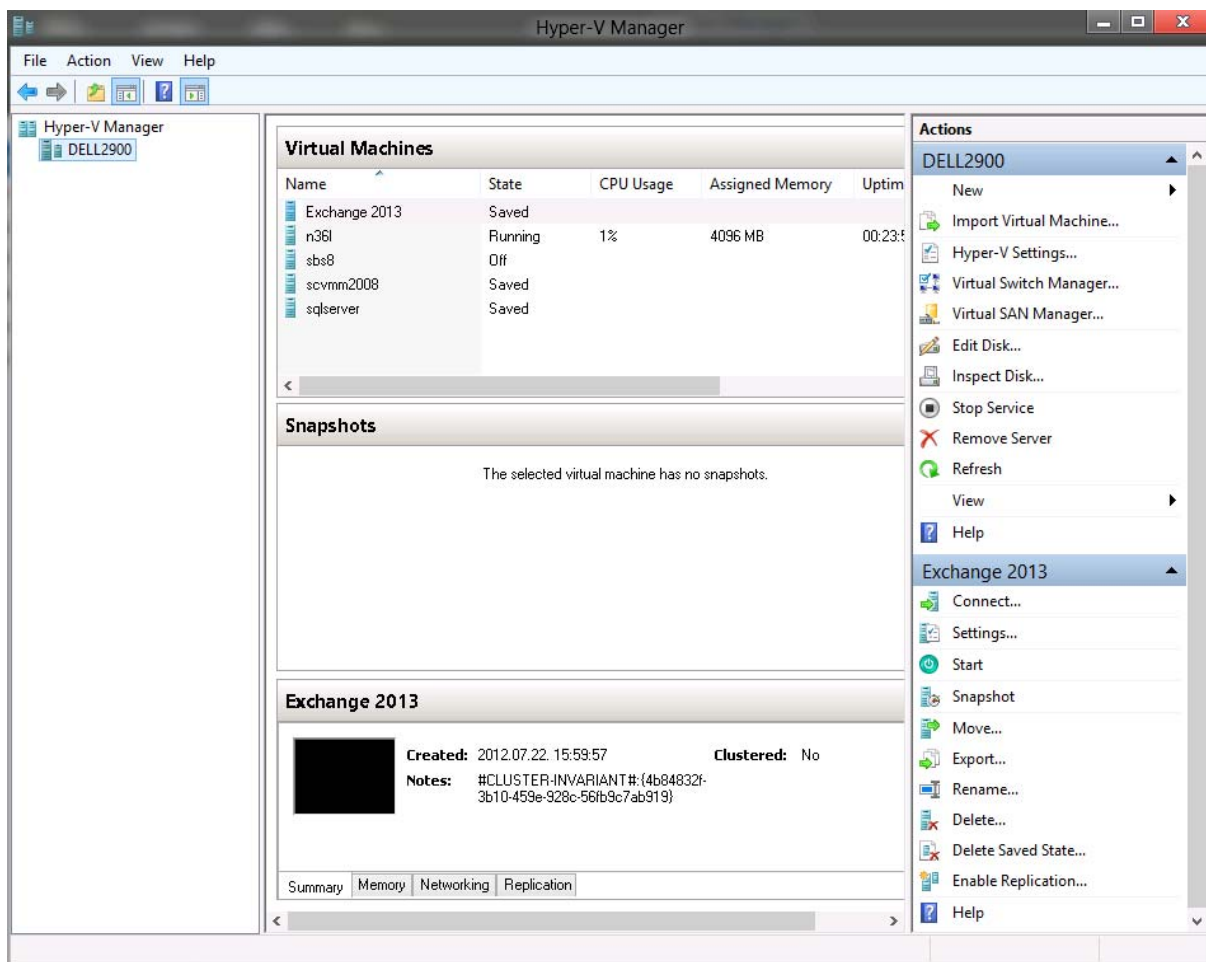 Hyper-V Manager
File Action View Help
Hyper-V Manager
DELL2900
Virtual Machines
Name State CPU Usage Assigned Memory Uptim
Exchange 2013 Saved
n36l Running 1% 4096 MB 00:23:5
sbs8 Off
scvmm2008 Saved
sqlserver Saved
Snapshots
The selected virtual machine has no snapshots.
Exchange 2013
Created: 2012.07.22. 15:59:57 Clustered: No
Notes: #CLUSTER-INVARIANT#:{4b84832f-
3b10-459e-928c-56fb9c7ab919}
Summary Memory Networking Replication
Actions
DELL2900
New
Import Virtual Machine...
Hyper-V Settings...
Virtual Switch Manager...
Virtual SAN Manager...
Edit Disk...
Inspect Disk...
Stop Service
Remove Server
Refresh
View
Help
Exchange 2013
Connect...
Settings...
Start
Snapshot
Move...
Export...
Rename...
Delete...
Delete Saved State...
Enable Replication...
Help